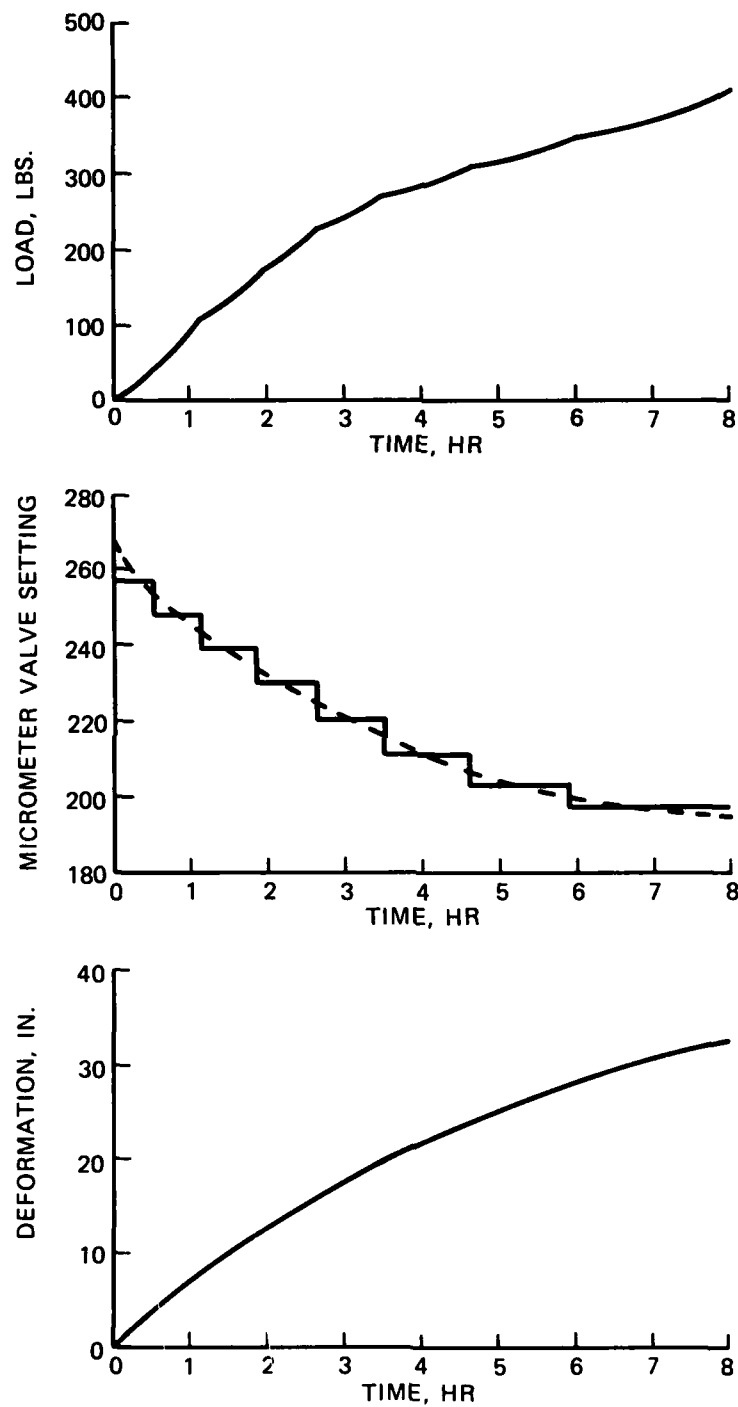 500
400
300
200
100
0
LOAD, LBS.
0 1 2 3 4 5 6 7 8
TIME, HR
280
260
240
220
200
180
MICROMETER VALVE SETTING
0 1 2 3 4 5 6 7 8
TIME, HR
40
30
20
10
0
DEFORMATION, IN.
0 1 2 3 4 5 6 7 8
TIME, HR